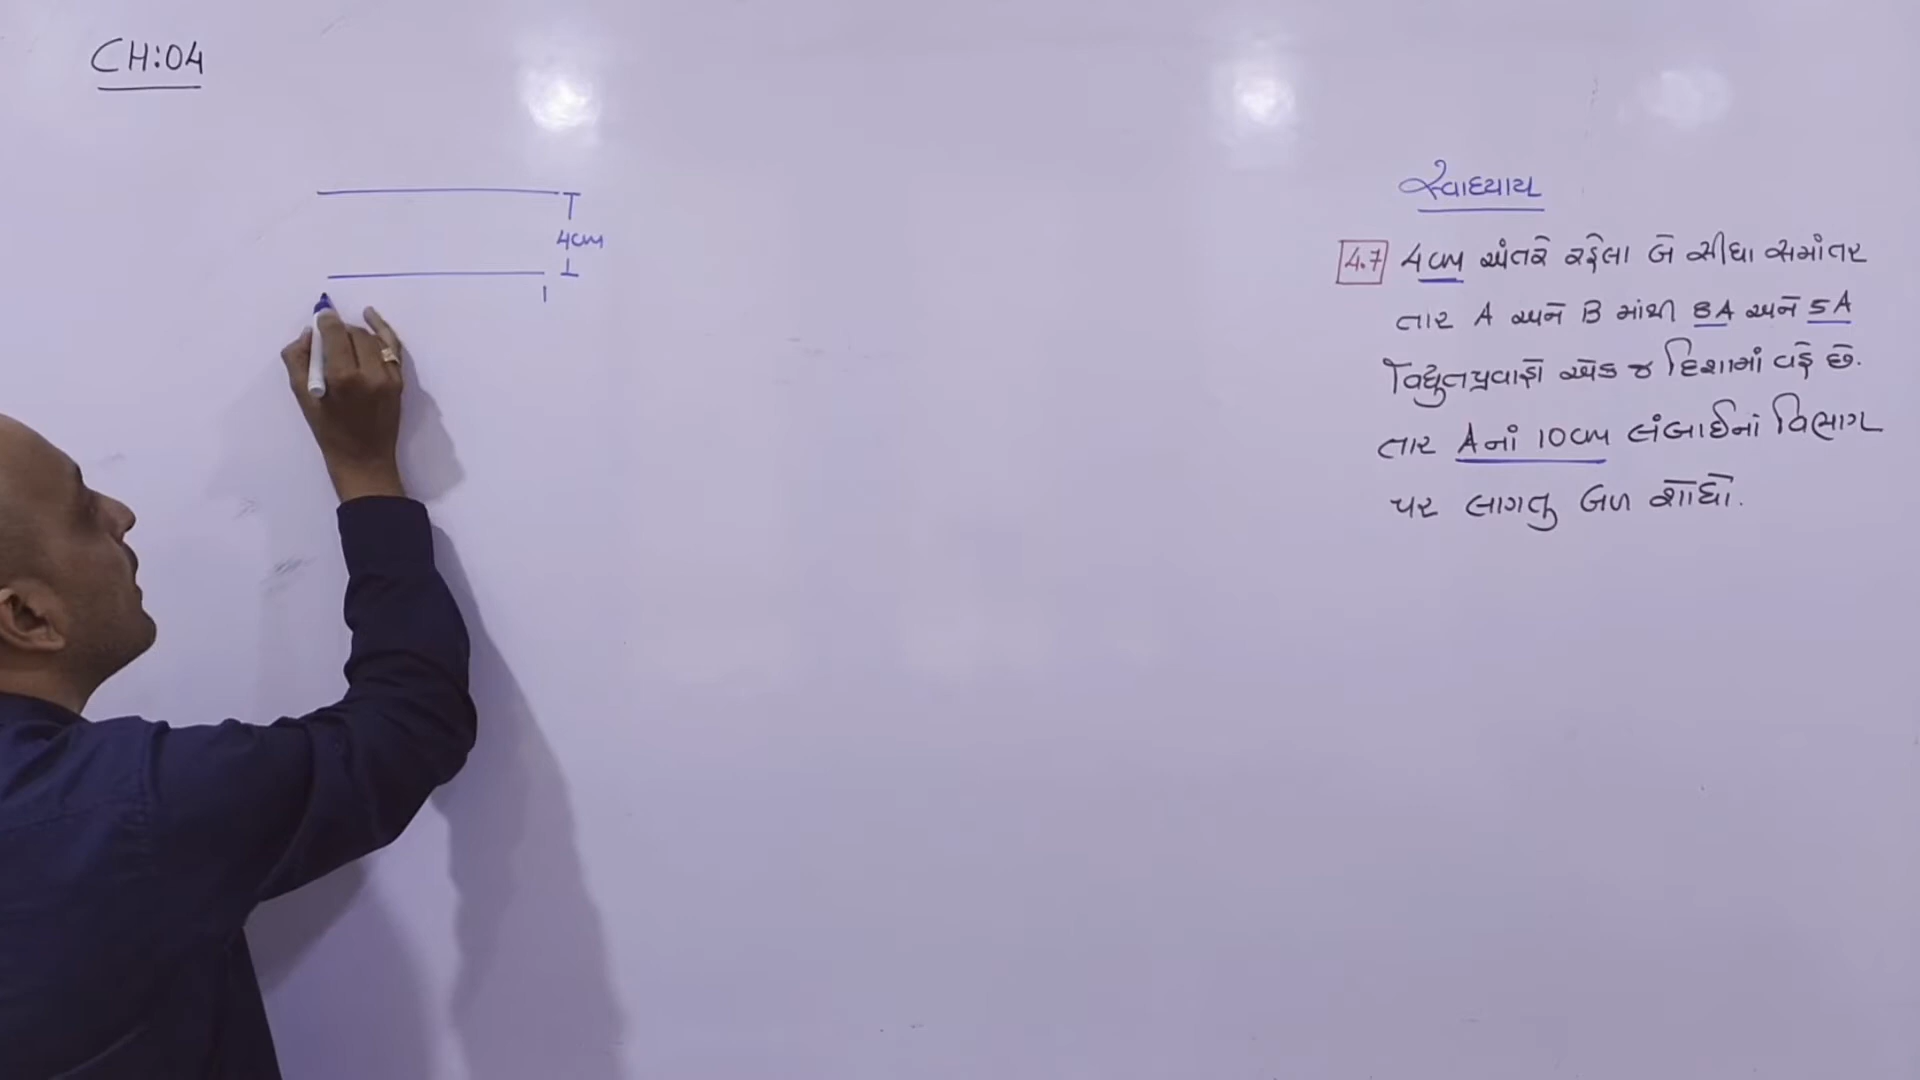 CH:04
4cm
સ્વાધ્યાય
4.7 4cm અંતરે રહેલા બે સીધા સમાંતર
તાર A અને B માંથી 8A અને 5A
વિદ્યુતપ્રવાહો એક જ દિશામાં વહે છે.
તાર A નાં 10cm લંબાઈનાં વિભાગ
પર લાગતુ બળ શોધો.